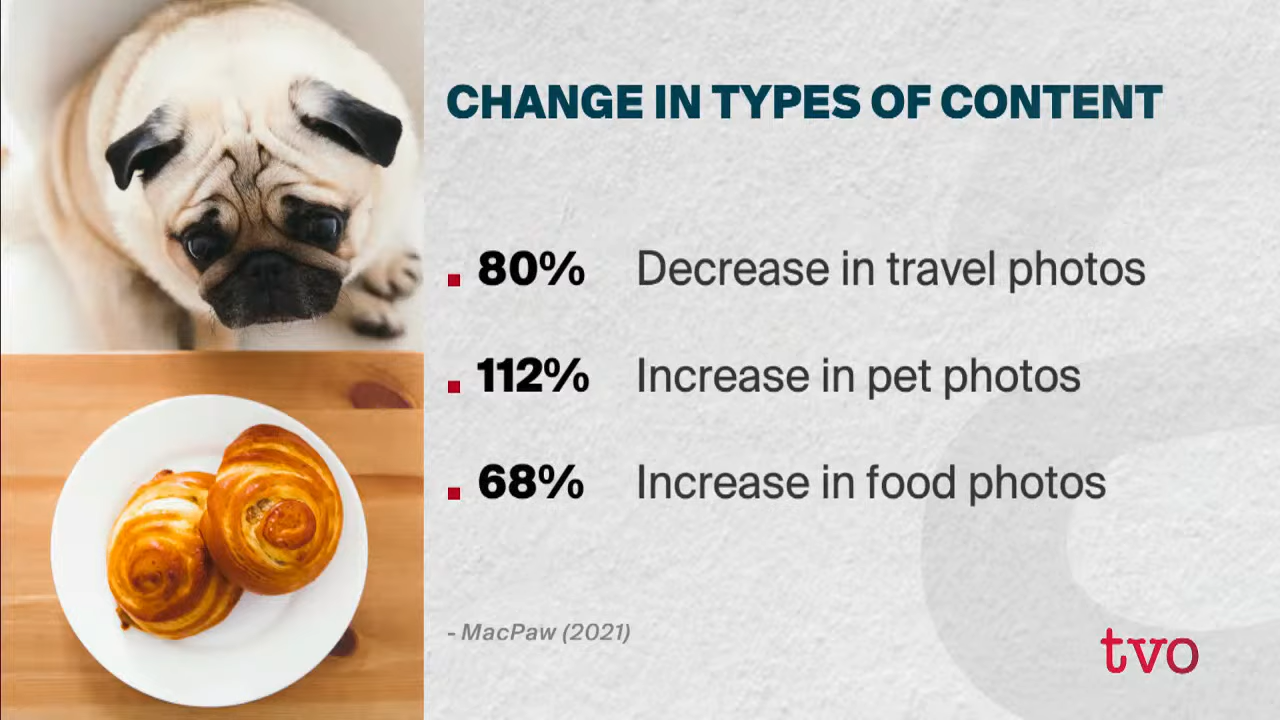 CHANGE IN TYPES OF CONTENT
80% Decrease in travel photos
112% Increase in pet photos
68% Increase in food photos
- MacPaw (2021)
tvo